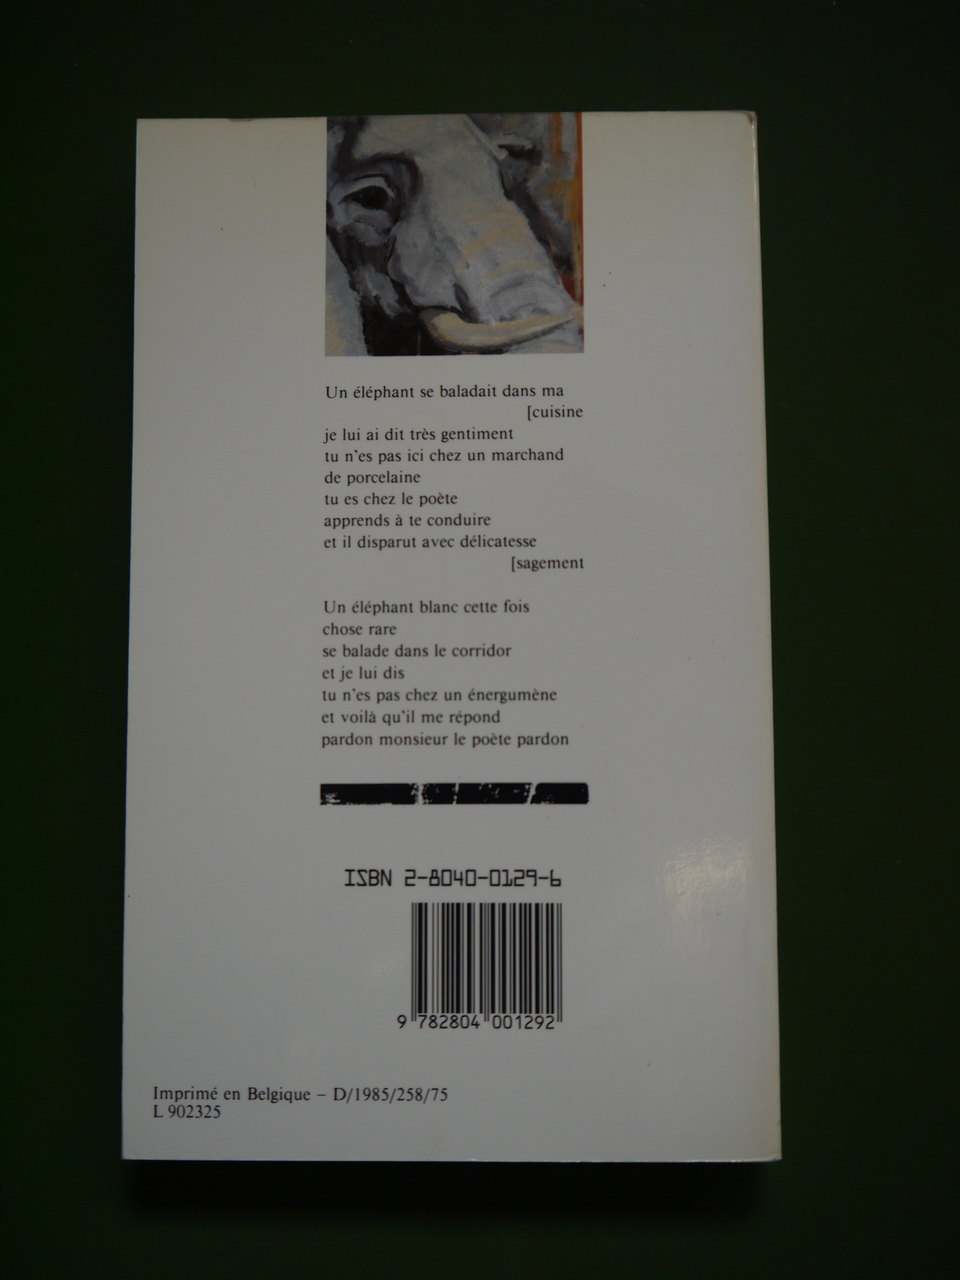 Un éléphant se baladait dans ma
[cuisine
je lui ai dit très gentiment
tu n'es pas ici chez un marchand
de porcelaine
tu es chez le poète
apprends à te conduire
et il disparut avec délicatesse
[sagement
Un éléphant blanc cette fois
chose rare
se balade dans le corridor
et je lui dis
tu n'es pas chez un énergumène
et voilà qu'il me répond
pardon monsieur le poète pardon
ISBN 2-8040-0129-6
9 782804 001292
Imprimé en Belgique – D/1985/258/75
L 902325